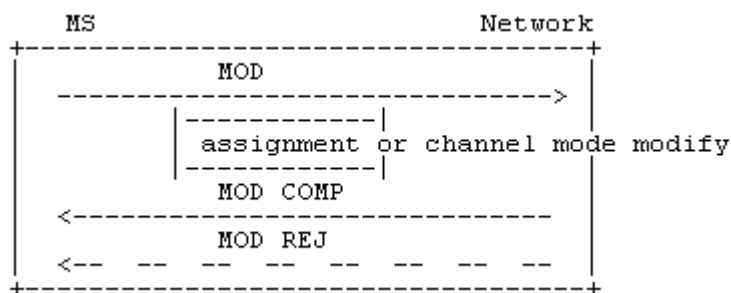 MS Network
MOD
assignment or channel mode modify
MOD COMP
MOD REJ